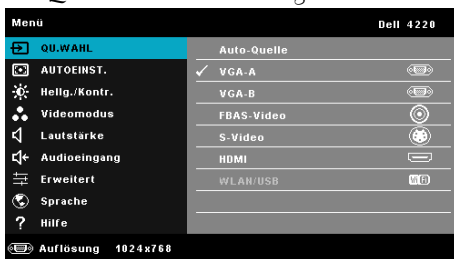 Menü Dell 4220
QU.WAHL Auto-Quelle
AUTOEINST. VGA-A
Hellg./Kontr. VGA-B
Videomodus FBAS-Video
Lautstärke S-Video
Audioeingang HDMI
Erweitert WLAN/USB WiFi
Sprache
? Hilfe
Auflösung 1024x768